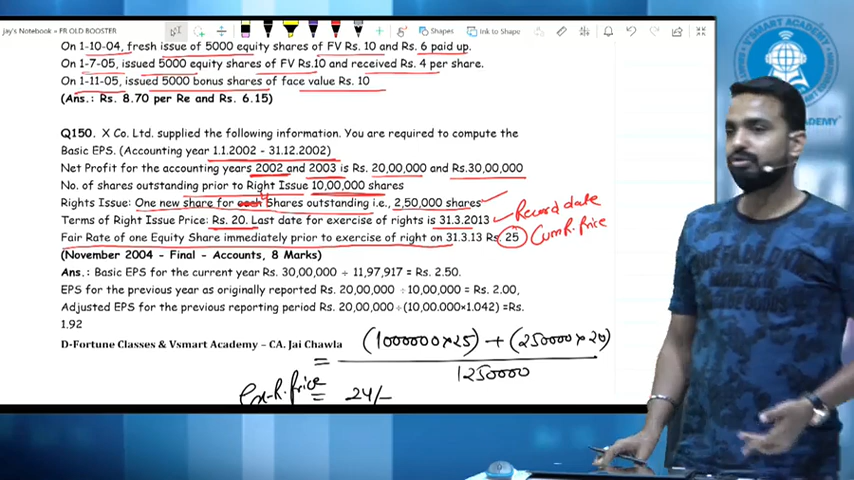 Jay's Notebook » FR OLD BOOSTER
Shapes
Ink to Shape
On 1-10-04, fresh issue of 5000 equity shares of FV Rs. 10 and Rs. 6 paid up.
On 1-7-05, issued 5000 equity shares of FV Rs.10 and received Rs. 4 per share.
On 1-11-05, issued 5000 bonus shares of face value Rs. 10
(Ans.: Rs. 8.70 per Re and Rs. 6.15)
Q150. X Co. Ltd. supplied the following information. You are required to compute the
Basic EPS. (Accounting year 1.1.2002 - 31.12.2002)
Net Profit for the accounting years 2002 and 2003 is Rs. 20,00,000 and Rs.30,00,000
No. of shares outstanding prior to Right Issue 10,00,000 shares
Rights Issue: One new share for each 4 Shares outstanding i.e., 2,50,000 shares
Terms of Right Issue Price: Rs. 20. Last date for exercise of rights is 31.3.2013 Record date
Fair Rate of one Equity Share immediately prior to exercise of right on 31.3.13 Rs. 25 Cum R. Price
(November 2004 - Final - Accounts, 8 Marks)
Ans.: Basic EPS for the current year Rs. 30,00,000 ÷ 11,97,917 = Rs. 2.50.
EPS for the previous year as originally reported Rs. 20,00,000 ÷10,00,000 = Rs. 2.00,
Adjusted EPS for the previous reporting period Rs. 20,00,000 ÷(10,00.000×1.042) =Rs.
1.92
D-Fortune Classes & Vsmart Academy – CA. Jai Chawla
(1000000×25) + (250000×20)
=
1250000
Ex-R. Price = 24/-
VSMART ACADEMY